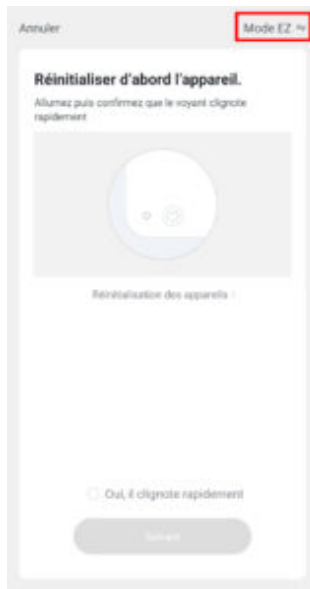 Annuler
Mode EZ
Réinitialiser d'abord l'appareil.
Allumez puis confirmez que le voyant clignote
rapidement
Réinitialisation des appareils
Oui, il clignote rapidement
Suivant